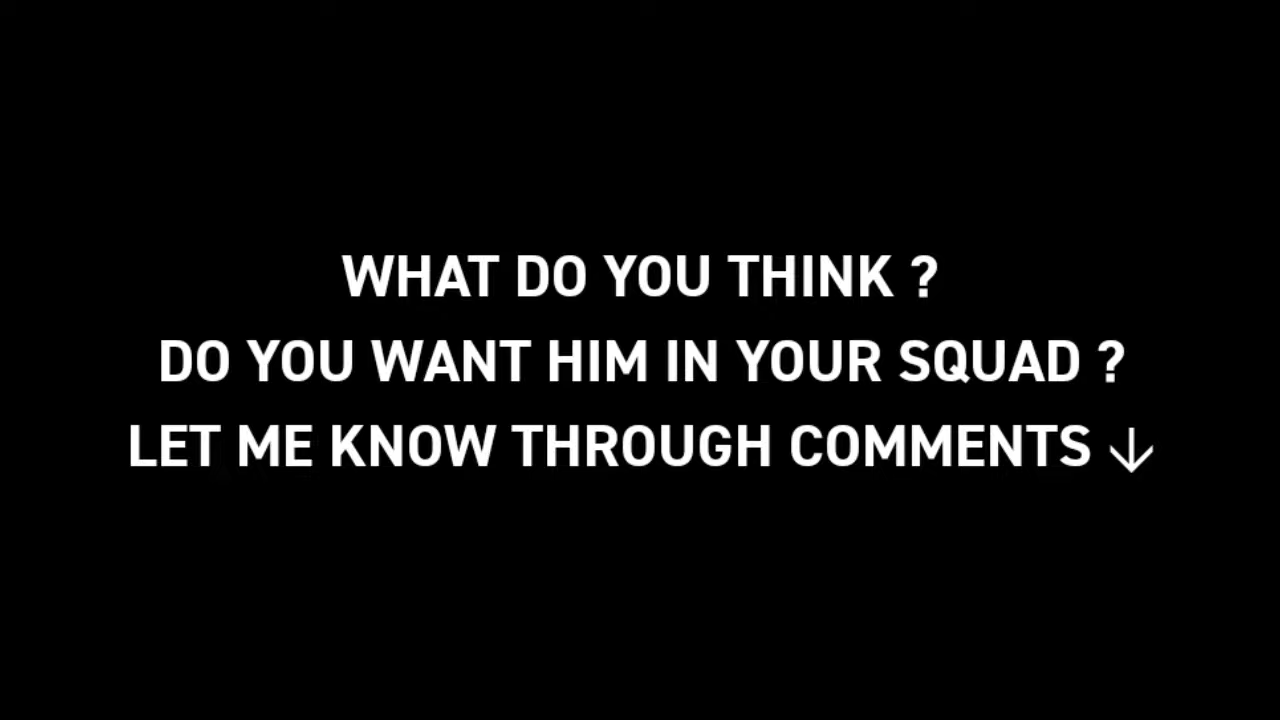 WHAT DO YOU THINK ?
DO YOU WANT HIM IN YOUR SQUAD ?
LET ME KNOW THROUGH COMMENTS ↓